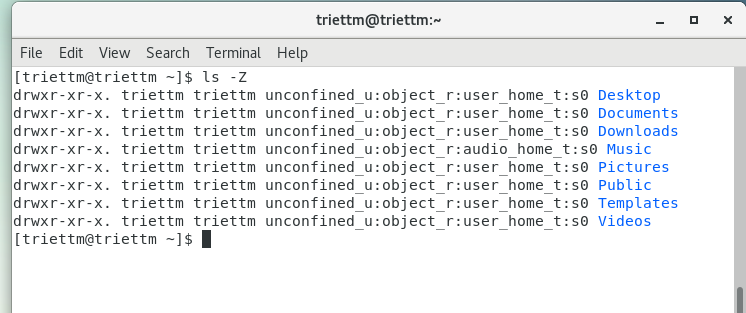 triettm@triettm:~
File Edit View Search Terminal Help
[triettm@triettm ~]$ ls -Z
drwxr-xr-x. triettm triettm unconfined_u:object_r:user_home_t:s0 Desktop
drwxr-xr-x. triettm triettm unconfined_u:object_r:user_home_t:s0 Documents
drwxr-xr-x. triettm triettm unconfined_u:object_r:user_home_t:s0 Downloads
drwxr-xr-x. triettm triettm unconfined_u:object_r:audio_home_t:s0 Music
drwxr-xr-x. triettm triettm unconfined_u:object_r:user_home_t:s0 Pictures
drwxr-xr-x. triettm triettm unconfined_u:object_r:user_home_t:s0 Public
drwxr-xr-x. triettm triettm unconfined_u:object_r:user_home_t:s0 Templates
drwxr-xr-x. triettm triettm unconfined_u:object_r:user_home_t:s0 Videos
[triettm@triettm ~]$